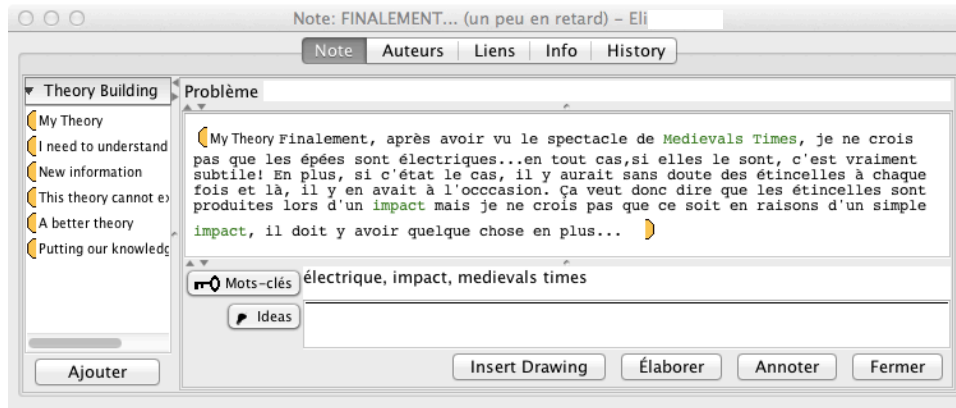 Note: FINALEMENT... (un peu en retard) – Eli
Note Auteurs Liens Info History
Theory Building
My Theory
I need to understand
New information
This theory cannot ex
A better theory
Putting our knowledg
Ajouter
Problème
My Theory Finalement, après avoir vu le spectacle de Medievals Times, je ne crois
pas que les épées sont électriques...en tout cas,si elles le sont, c'est vraiment
subtile! En plus, si c'état le cas, il y aurait sans doute des étincelles à chaque
fois et là, il y en avait à l'occcasion. Ça veut donc dire que les étincelles sont
produites lors d'un impact mais je ne crois pas que ce soit en raisons d'un simple
impact, il doit y avoir quelque chose en plus...
Mots-clés électrique, impact, medievals times
Ideas
Insert Drawing Élaborer Annoter Fermer